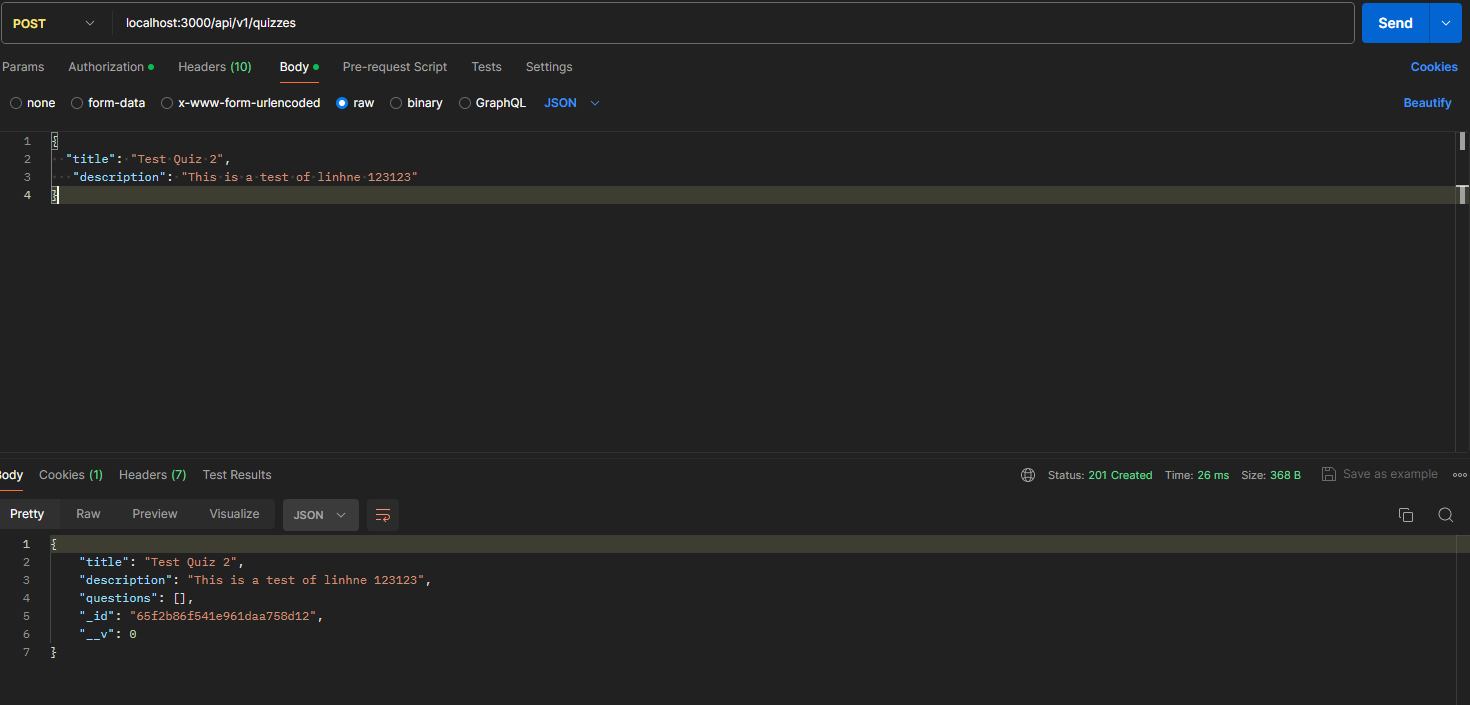 POST localhost:3000/api/v1/quizzes Send
Params Authorization Headers (10) Body Pre-request Script Tests Settings Cookies
none form-data x-www-form-urlencoded raw binary GraphQL JSON Beautify
1 {
2 "title": "Test Quiz 2",
3 "description": "This is a test of linhne 123123"
4 }
Body Cookies (1) Headers (7) Test Results Status: 201 Created Time: 26 ms Size: 368 B Save as example
Pretty Raw Preview Visualize JSON
1 {
2 "title": "Test Quiz 2",
3 "description": "This is a test of linhne 123123",
4 "questions": [],
5 "_id": "65f2b86f541e961daa758d12",
6 "__v": 0
7 }